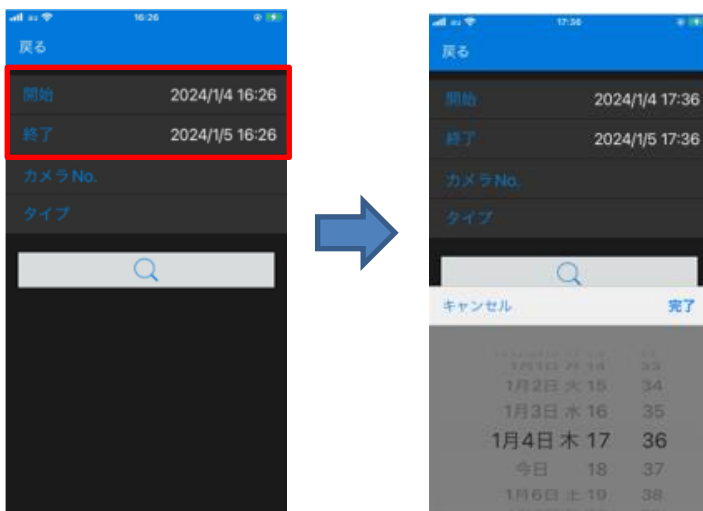 au 16:26
戻る
開始 2024/1/4 16:26
終了 2024/1/5 16:26
カメラNo.
タイプ
au 17:36
戻る
開始 2024/1/4 17:36
終了 2024/1/5 17:36
カメラNo.
タイプ
キャンセル 完了
1月2日 火 15 34
1月3日 水 16 35
1月4日 木 17 36
今日 18 37
1月6日 土 19 38